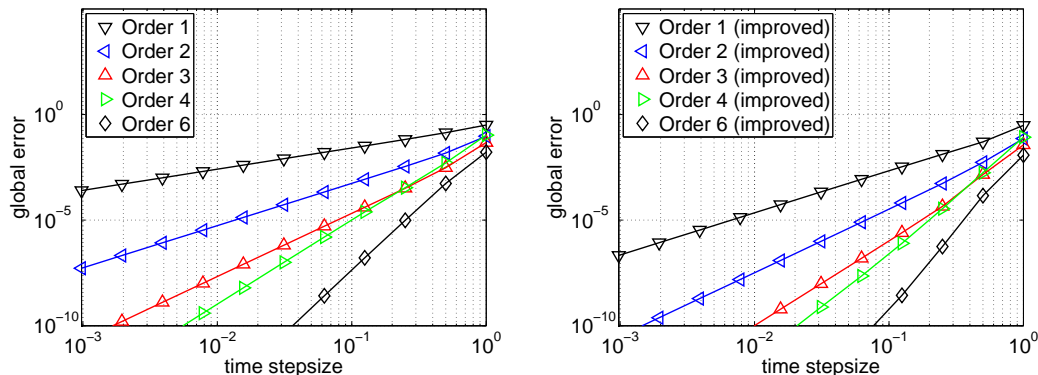 Order 1
Order 2
Order 3
Order 4
Order 6
10^0
10^−5
10^−10
global error
10^−3
10^−2
10^−1
10^0
time stepsize
Order 1 (improved)
Order 2 (improved)
Order 3 (improved)
Order 4 (improved)
Order 6 (improved)
10^0
10^−5
10^−10
global error
10^−3
10^−2
10^−1
10^0
time stepsize